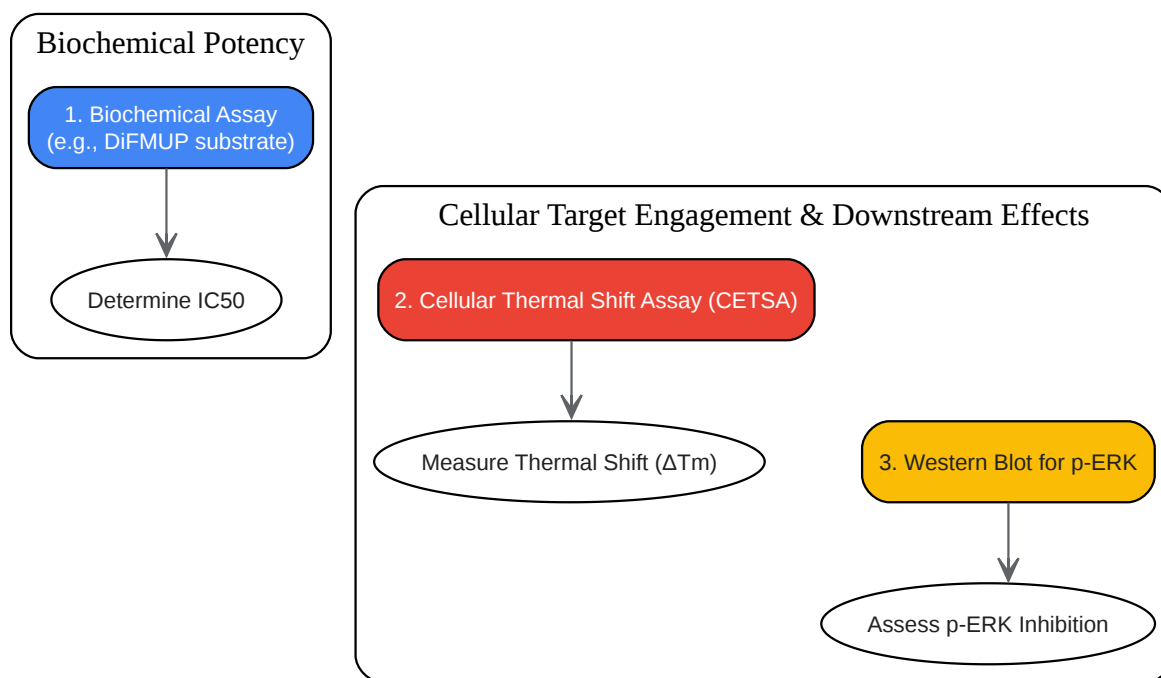 Biochemical Potency
1. Biochemical Assay
(e.g., DiFMUP substrate)
Determine IC50
Cellular Target Engagement & Downstream Effects
2. Cellular Thermal Shift Assay (CETSA)
Measure Thermal Shift (ΔTm)
3. Western Blot for p-ERK
Assess p-ERK Inhibition